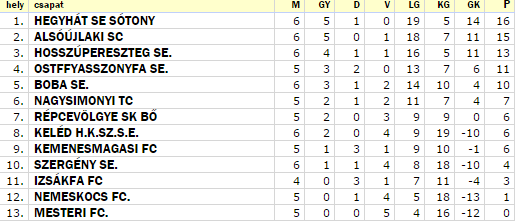 hely csapat M GY D V LG KG GK P
1. HEGYHÁT SE SÓTONY 6 5 1 0 19 5 14 16
2. ALSÓÚJLAKI SC 6 5 0 1 18 7 11 15
3. HOSSZÚPERESZTEG SE. 6 4 1 1 16 5 11 13
4. OSTFFYASSZONYFA SE. 5 3 2 0 13 7 6 11
5. BOBA SE. 6 3 1 2 14 10 4 10
6. NAGYSIMONYI TC 5 2 1 2 11 7 4 7
7. RÉPCEVÖLGYE SK BŐ 5 2 0 3 9 9 0 6
8. KELÉD H.K.SZ.S.E. 6 2 0 4 9 19 -10 6
9. KEMENESMAGASI FC 5 1 3 1 9 10 -1 6
10. SZERGÉNY SE. 6 1 1 4 8 18 -10 4
11. IZSÁKFA FC 4 0 3 1 7 11 -4 3
12. NEMESKOCS FC. 5 0 1 4 5 18 -13 1
13. MESTERI FC. 5 0 0 5 4 16 -12 0